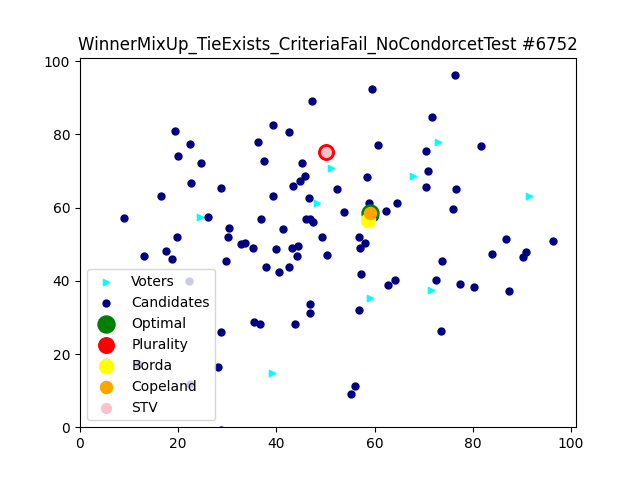 WinnerMixUp_TieExists_CriteriaFail_NoCondorcetTest #6752
100
80
60
40
20
0
Voters
Candidates
Optimal
Plurality
Borda
Copeland
STV
0 20 40 60 80 100